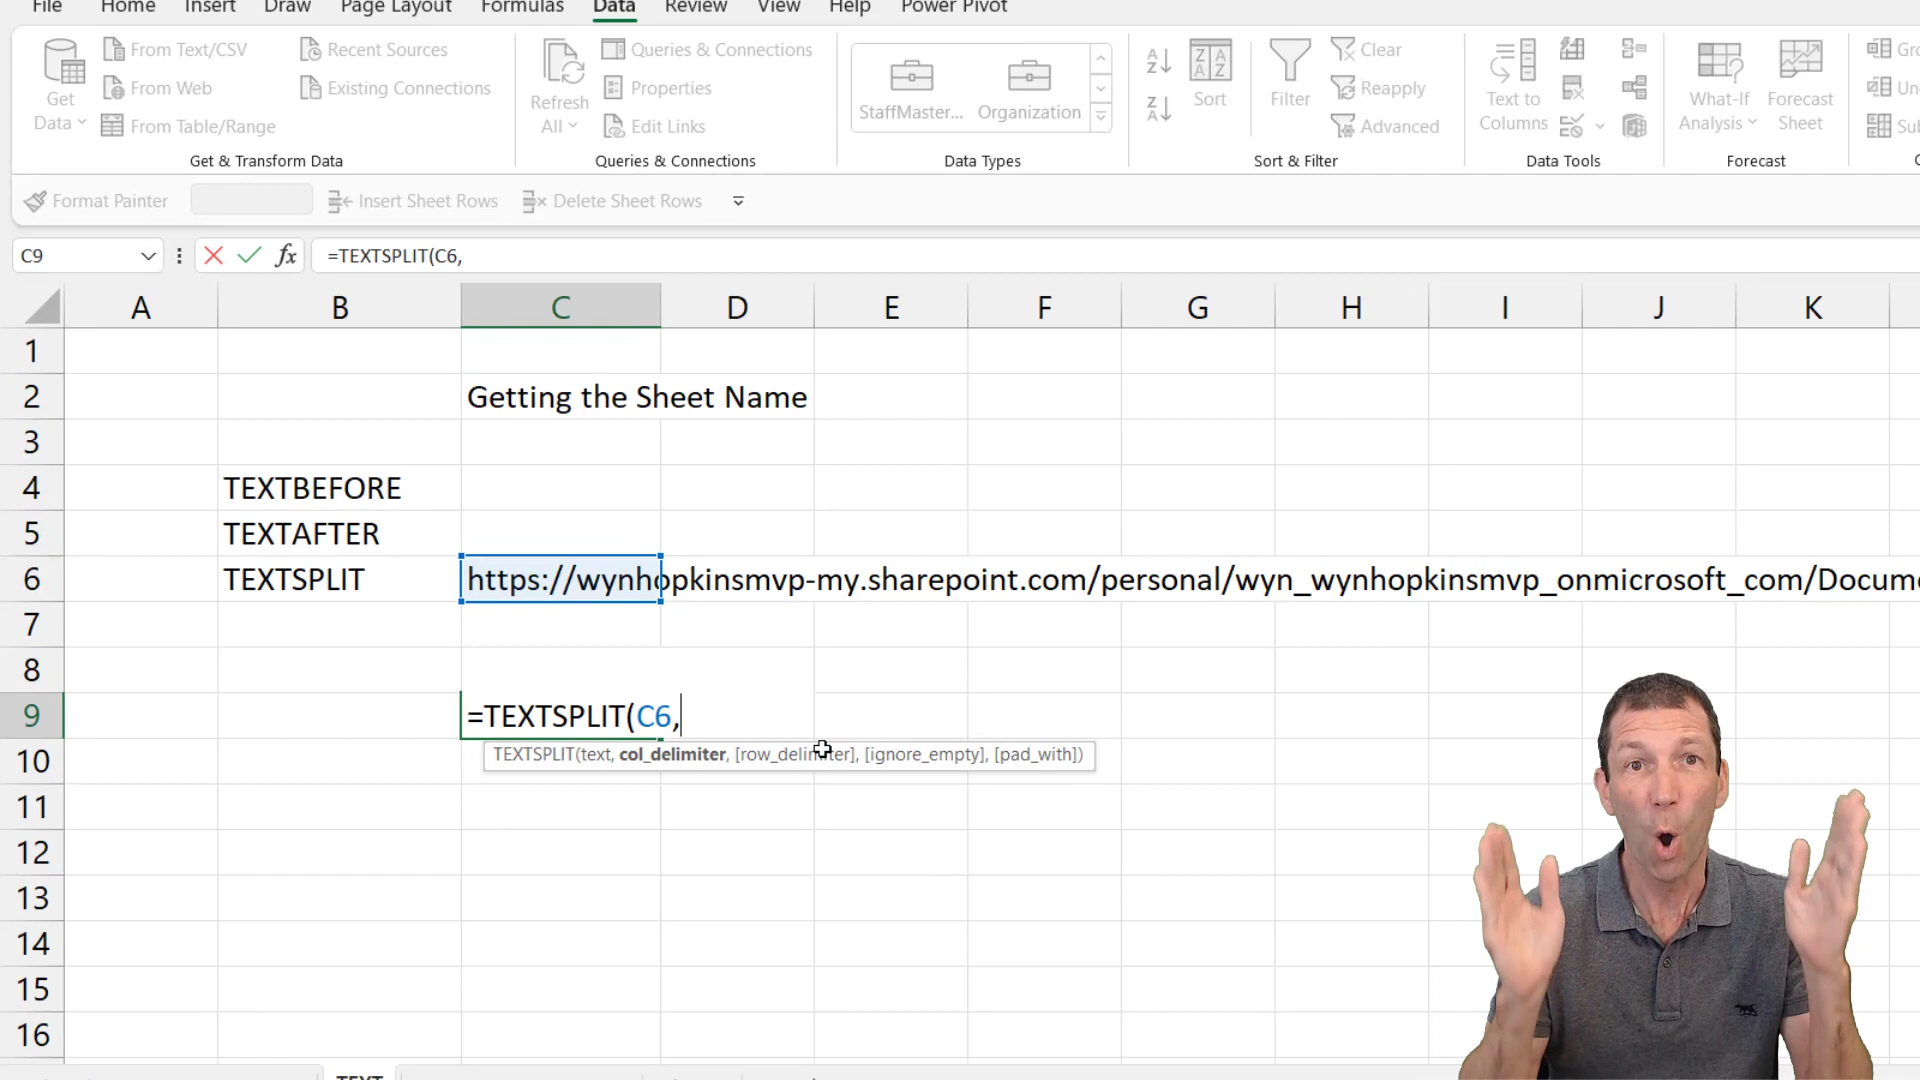 File Home Insert Draw Page Layout Formulas Data Review View Help Power Pivot
Get Data
From Text/CSV
From Web
From Table/Range
Recent Sources
Existing Connections
Get & Transform Data
Refresh All
Queries & Connections
Properties
Edit Links
Queries & Connections
StaffMaster... Organization
Data Types
Sort
Filter
Clear
Reapply
Advanced
Sort & Filter
Text to Columns
Data Tools
What-If Analysis
Forecast Sheet
Forecast
Format Painter Insert Sheet Rows Delete Sheet Rows
C9 fx =TEXTSPLIT(C6,
A B C D E F G H I J K
1
2 Getting the Sheet Name
3
4 TEXTBEFORE
5 TEXTAFTER
6 TEXTSPLIT https://wynhopkinsmvp-my.sharepoint.com/personal/wyn_wynhopkinsmvp_onmicrosoft_com/Docume
7
8
9 =TEXTSPLIT(C6,
TEXTSPLIT(text, col_delimiter, [row_delimiter], [ignore_empty], [pad_with])
10
11
12
13
14
15
16
TEXT